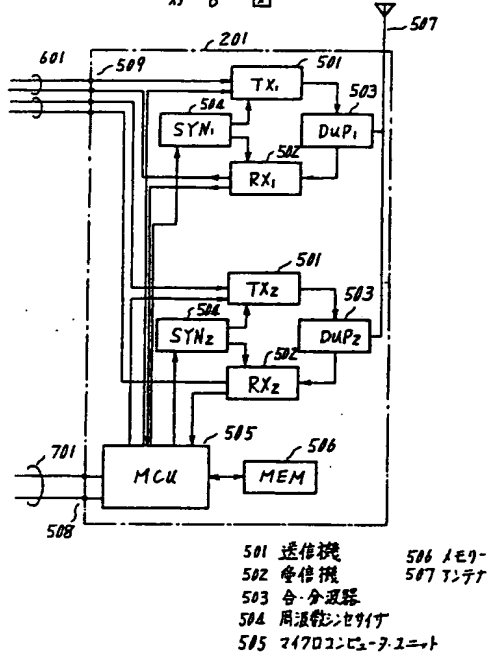 507
201
601
509
501
TX₁
503
504
SYN₁
DUP₁
502
RX₁
501
TX₂
504
503
SYN₂
DUP₂
502
RX₂
505
506
701
MCU
MEM
508
501 送信機
502 受信機
503 合・分波器
504 周波数シンセサイザ
505 マイクロコンピュータ・ユニット
506 メモリー
507 アンテナ